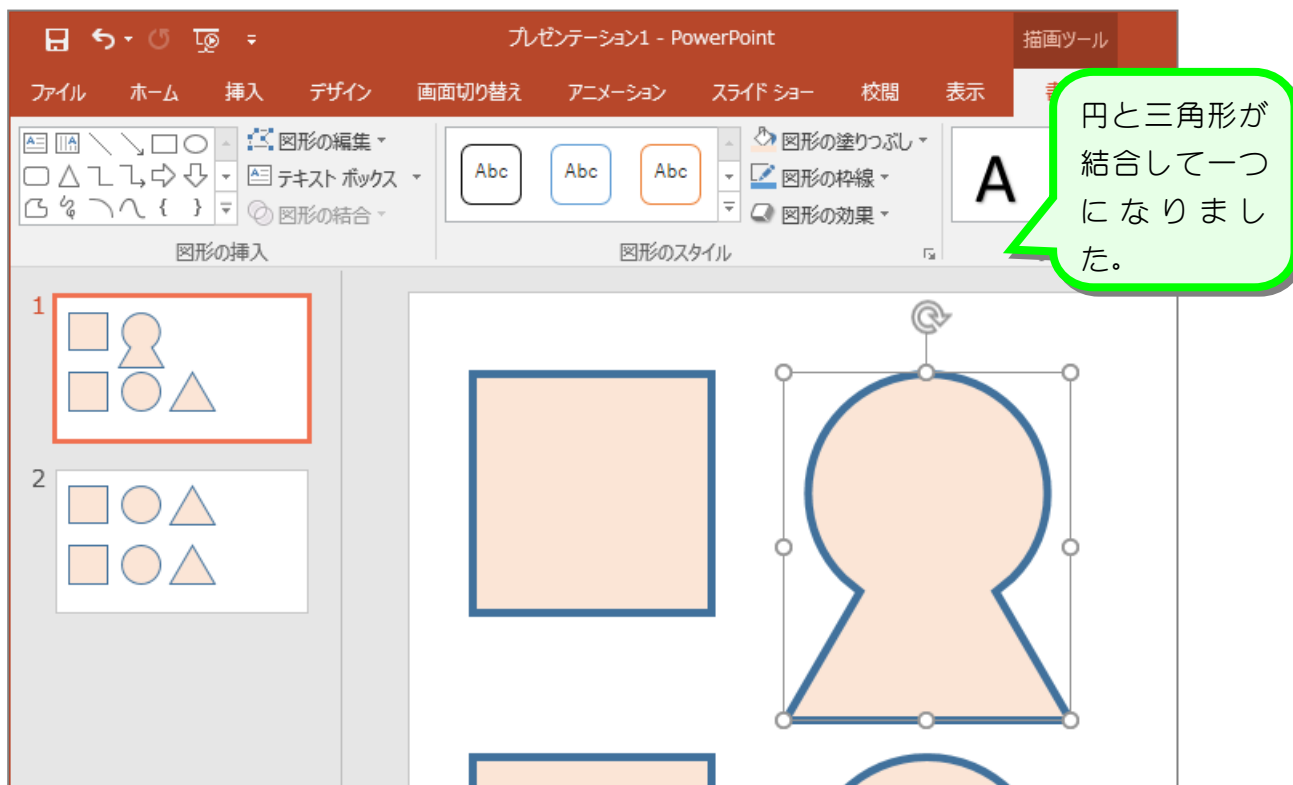 プレゼンテーション1 - PowerPoint
描画ツール
ファイル ホーム 挿入 デザイン 画面切り替え アニメーション スライド ショー 校閲 表示
図形の編集
テキスト ボックス
図形の結合
図形の挿入
Abc Abc Abc
図形のスタイル
図形の塗りつぶし
図形の枠線
図形の効果
A
円と三角形が
結合して一つ
になりまし
た。
1
2